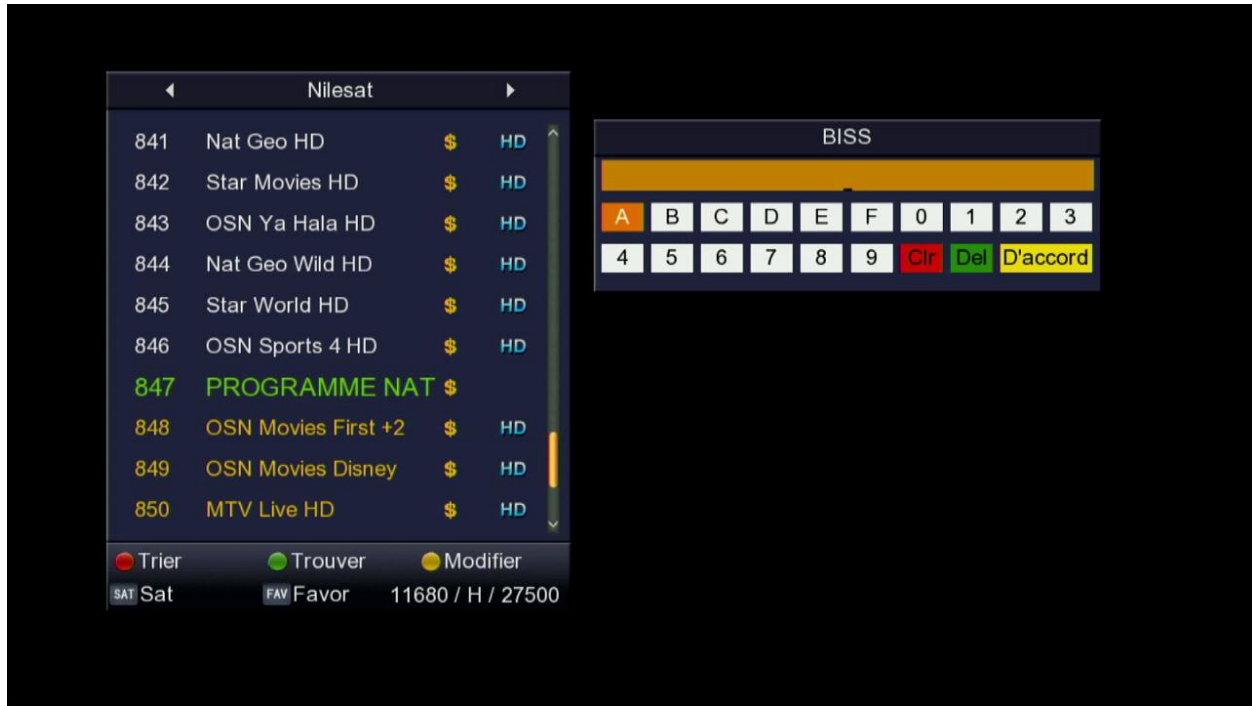 Nilesat
841 Nat Geo HD $ HD
842 Star Movies HD $ HD
843 OSN Ya Hala HD $ HD
844 Nat Geo Wild HD $ HD
845 Star World HD $ HD
846 OSN Sports 4 HD $ HD
847 PROGRAMME NAT $
848 OSN Movies First +2 $ HD
849 OSN Movies Disney $ HD
850 MTV Live HD $ HD
Trier Trouver Modifier
SAT Sat FAV Favor 11680 / H / 27500
BISS
A B C D E F 0 1 2 3
4 5 6 7 8 9 Clr Del D'accord